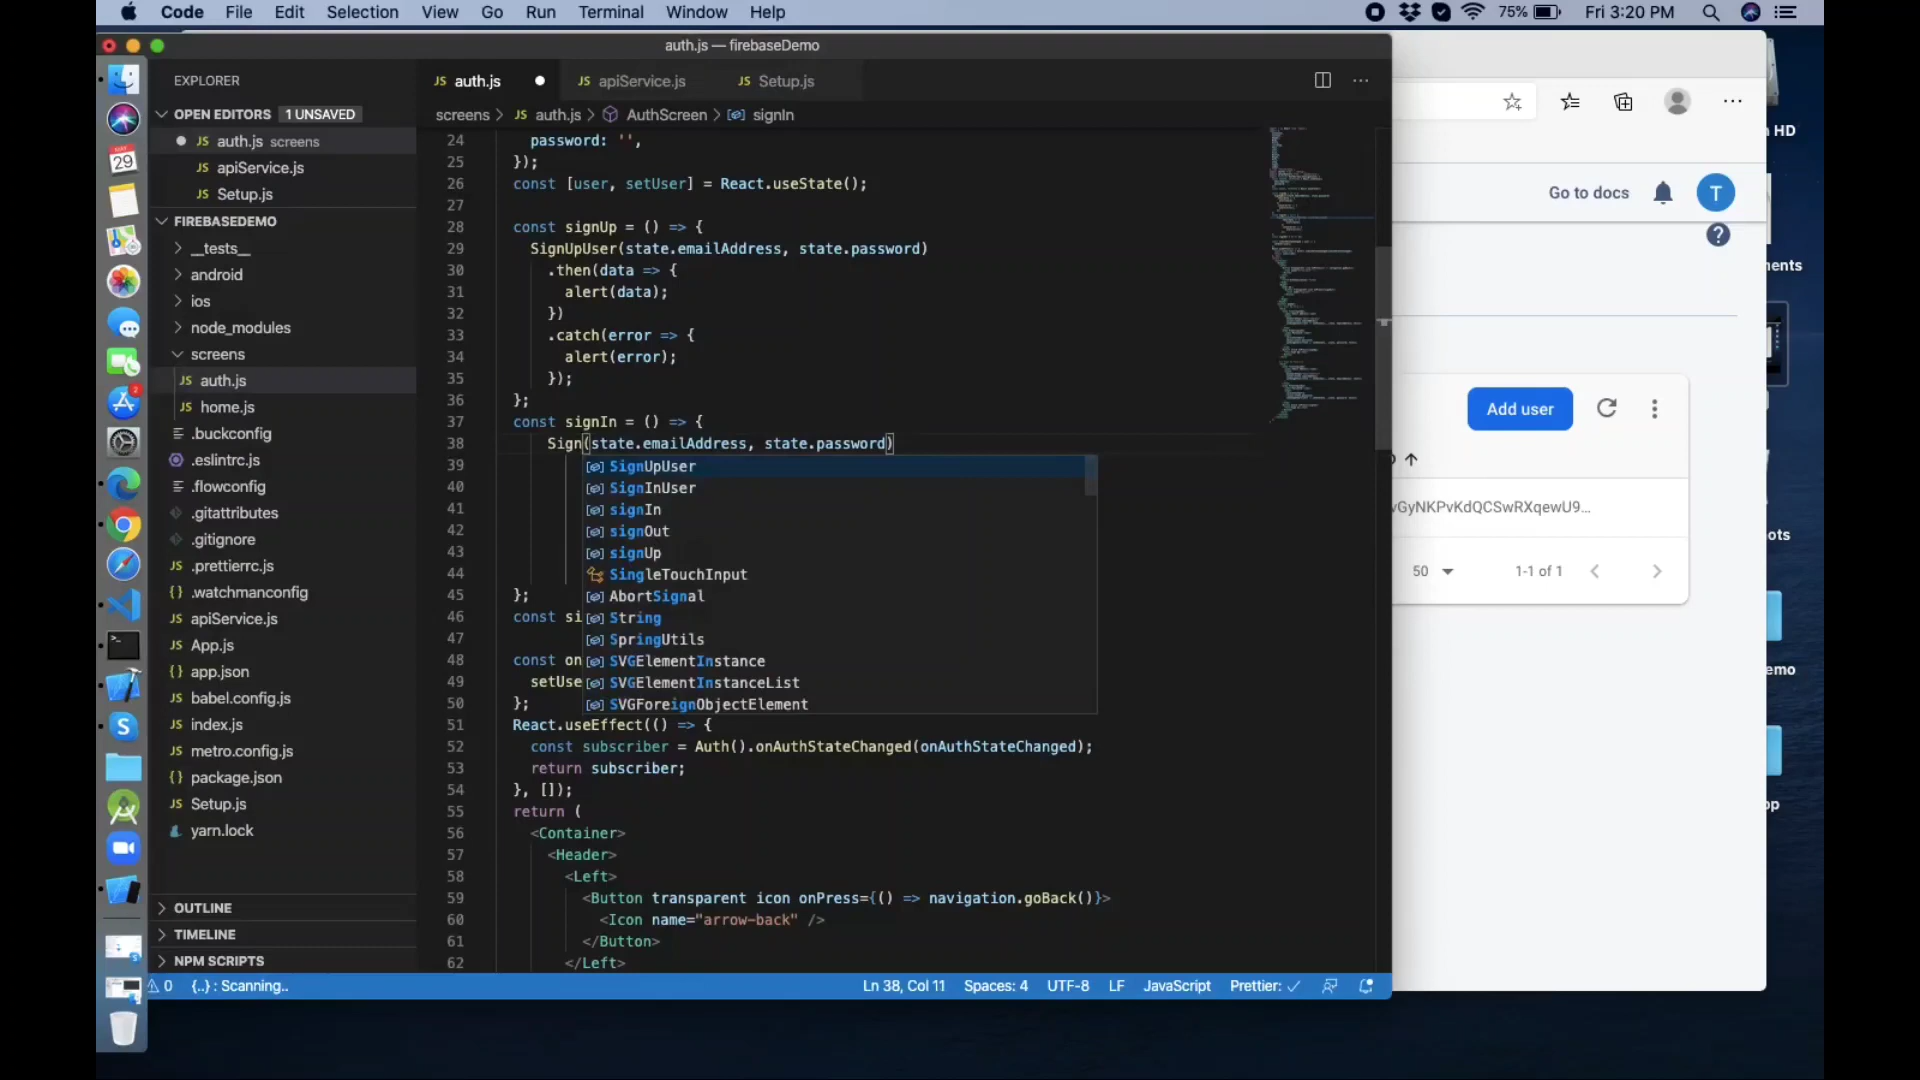 Code File Edit Selection View Go Run Terminal Window Help 75% Fri 3:20 PM
auth.js — firebaseDemo
EXPLORER
OPEN EDITORS 1 UNSAVED
JS auth.js screens
JS apiService.js
JS Setup.js
FIREBASEDEMO
__tests__
android
ios
node_modules
screens
JS auth.js
JS home.js
.buckconfig
.eslintrc.js
.flowconfig
.gitattributes
.gitignore
JS .prettierrc.js
{} .watchmanconfig
JS apiService.js
JS App.js
{} app.json
JS babel.config.js
JS index.js
JS metro.config.js
{} package.json
JS Setup.js
yarn.lock
OUTLINE
TIMELINE
NPM SCRIPTS
JS auth.js JS apiService.js JS Setup.js
screens > JS auth.js > AuthScreen > signIn
24 password: '',
25 });
26 const [user, setUser] = React.useState();
27
28 const signUp = () => {
29 SignUpUser(state.emailAddress, state.password)
30 .then(data => {
31 alert(data);
32 })
33 .catch(error => {
34 alert(error);
35 });
36 };
37 const signIn = () => {
38 Sign(state.emailAddress, state.password)
39
40
41
42
43
44
45 };
46 const si
47
48 const on
49 setUse
50 };
51 React.useEffect(() => {
52 const subscriber = Auth().onAuthStateChanged(onAuthStateChanged);
53 return subscriber;
54 }, []);
55 return (
56 <Container>
57 <Header>
58 <Left>
59 <Button transparent icon onPress={() => navigation.goBack()}>
60 <Icon name="arrow-back" />
61 </Button>
62 </Left>
SignUpUser
SignInUser
signIn
signOut
signUp
SingleTouchInput
AbortSignal
String
SpringUtils
SVGElementInstance
SVGElementInstanceList
SVGForeignObjectElement
0 {..} : Scanning.. Ln 38, Col 11 Spaces: 4 UTF-8 LF JavaScript Prettier: ✓
Go to docs T
?
Add user
vGyNKPvKdQCSwRXqewU9...
50 1-1 of 1
HD
ents
ots
emo
op
MAY
29
2
S